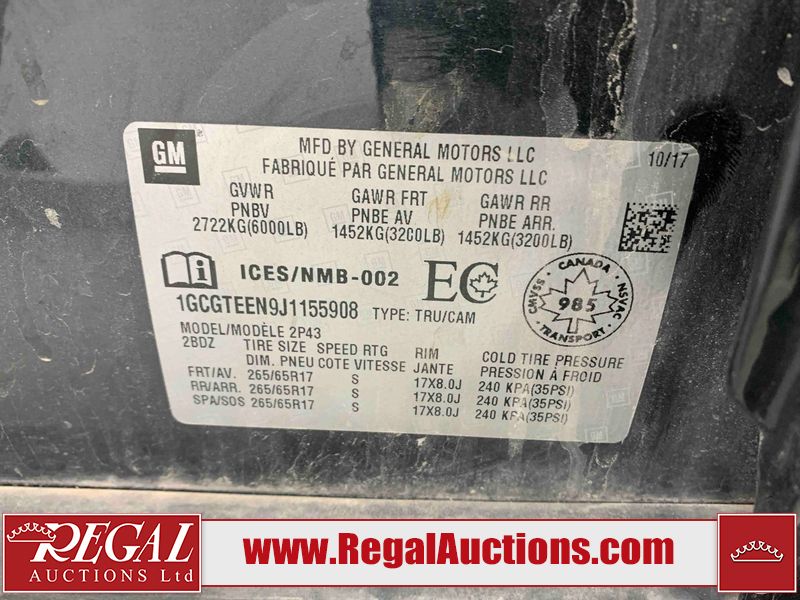 GM
MFD BY GENERAL MOTORS LLC
FABRIQUÉ PAR GENERAL MOTORS LLC
10/17
GVWR GAWR FRT GAWR RR
PNBV PNBE AV PNBE ARR.
2722KG(6000LB) 1452KG(3200LB) 1452KG(3200LB)
ICES/NMB-002 EC
CANADA
CMVSS 985 NSVAC
TRANSPORT
1GCGTEEN9J1155908 TYPE: TRU/CAM
MODEL/MODÈLE 2P43
2BDZ TIRE SIZE SPEED RTG RIM COLD TIRE PRESSURE
DIM. PNEU COTE VITESSE JANTE PRESSION À FROID
FRT/AV. 265/65R17 S 17X8.0J 240 KPA(35PSI)
RR/ARR. 265/65R17 S 17X8.0J 240 KPA(35PSI)
SPA/SOS 265/65R17 S 17X8.0J 240 KPA(35PSI)
REGAL
AUCTIONS Ltd
www.RegalAuctions.com